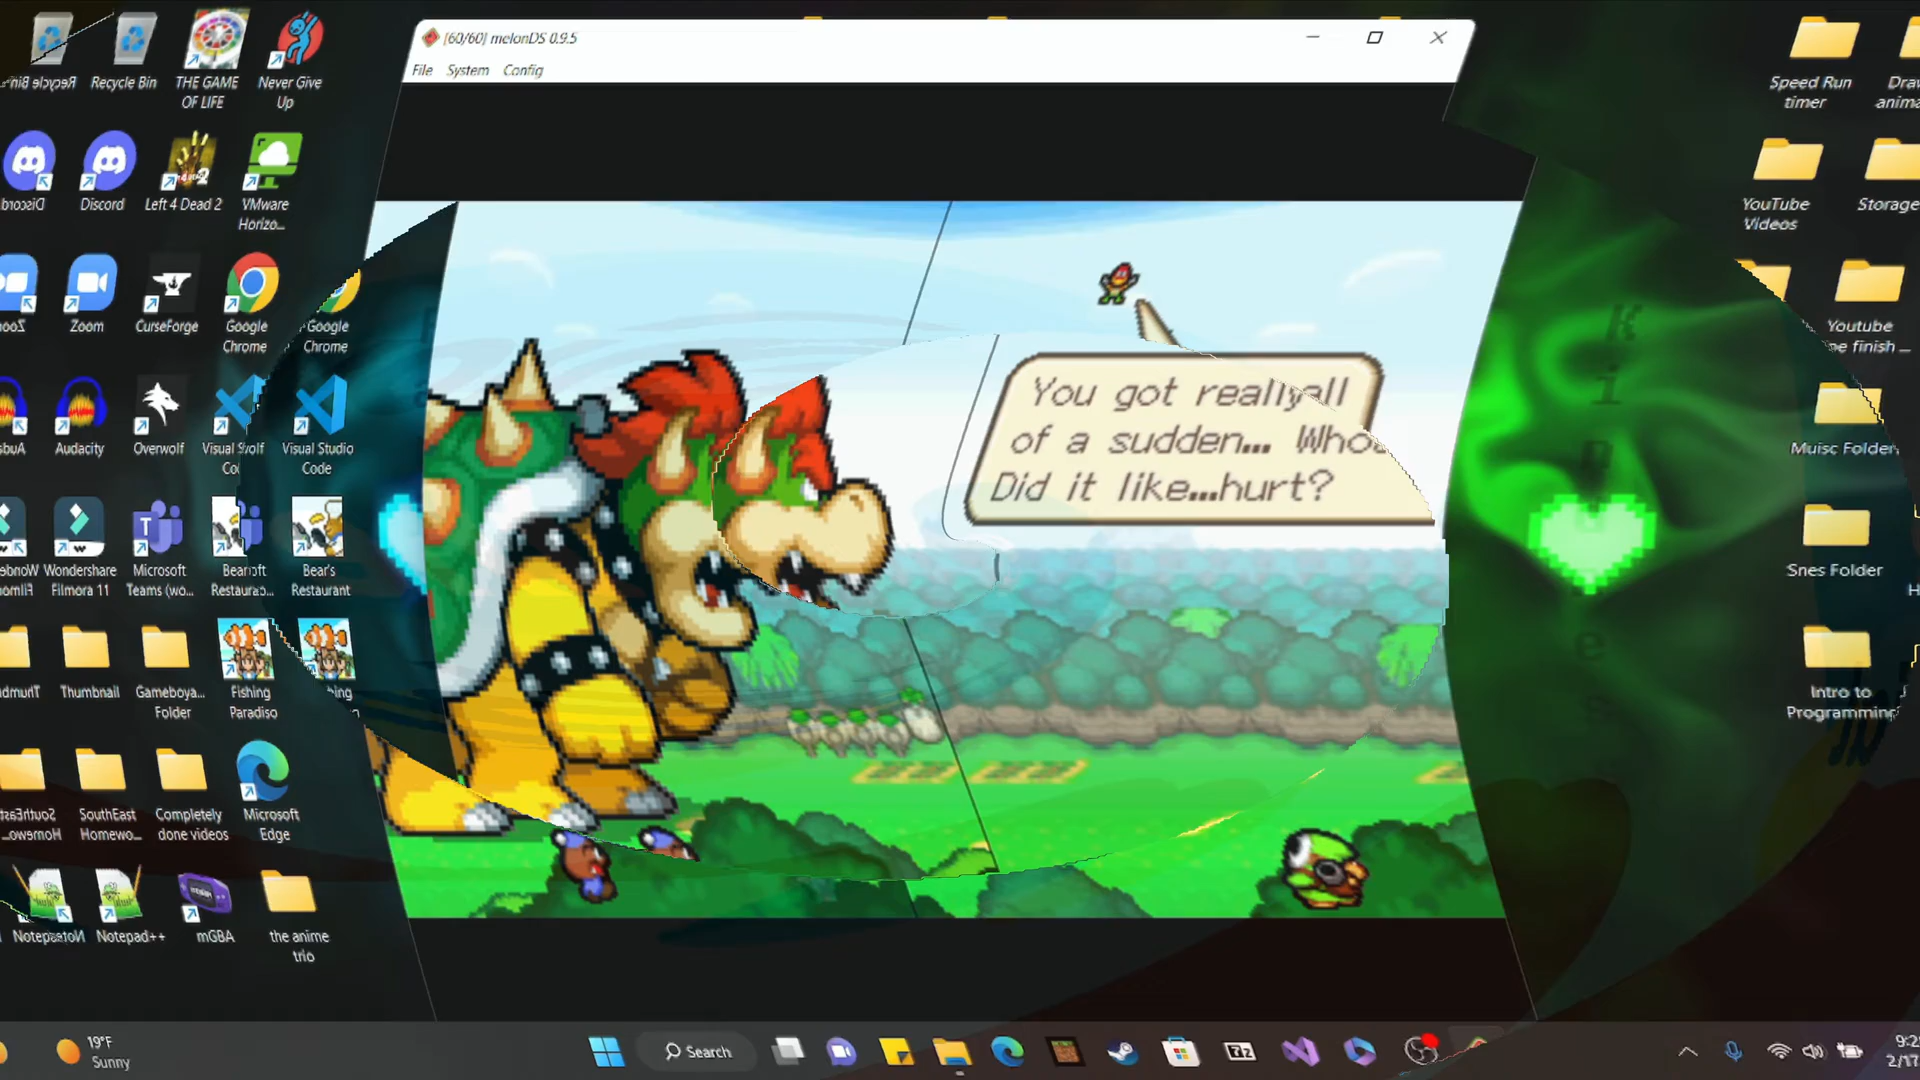 [60/60] melonDS 0.9.5
File System Config
Recycle Bin
THE GAME
OF LIFE
Never Give
Up
Speed Run
timer
Discord
Left 4 Dead 2
VMware
Horizo...
YouTube
Videos
Storage
Zoom
CurseForge
Google
Chrome
Google
Chrome
Youtube
finish ...
You got really all
of a sudden...
Did it like...hurt?
Audacity
Overwolf
Visual
Visual Studio
Code
Muisc Folder
Wondershare
Filmora 11
Microsoft
Teams (wo...
Bear's
Restaurant
Snes Folder
Thumbnail
Gameboya...
Folder
Fishing
Paradiso
Intro to
Programming
SouthEast
Homewo...
Completely
done videos
Microsoft
Edge
Notepad++
mGBA
the anime
trio
19°F
Sunny
Search